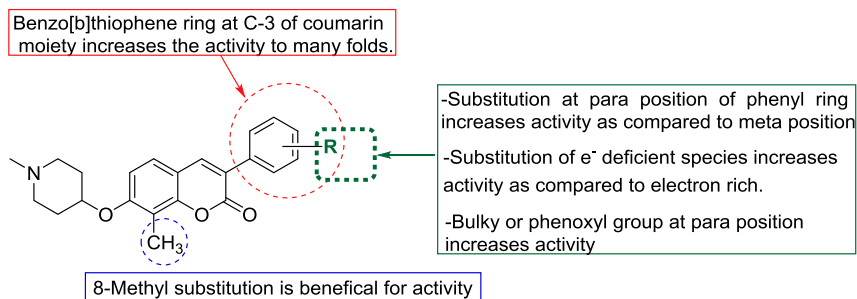 Benzo[b]thiophene ring at C-3 of coumarin
moiety increases the activity to many folds.
-Substitution at para position of phenyl ring
increases activity as compared to meta position
-Substitution of e⁻ deficient species increases
activity as compared to electron rich.
-Bulky or phenoxyl group at para position
increases activity
R
N
O
O
O
CH₃
8-Methyl substitution is benefical for activity